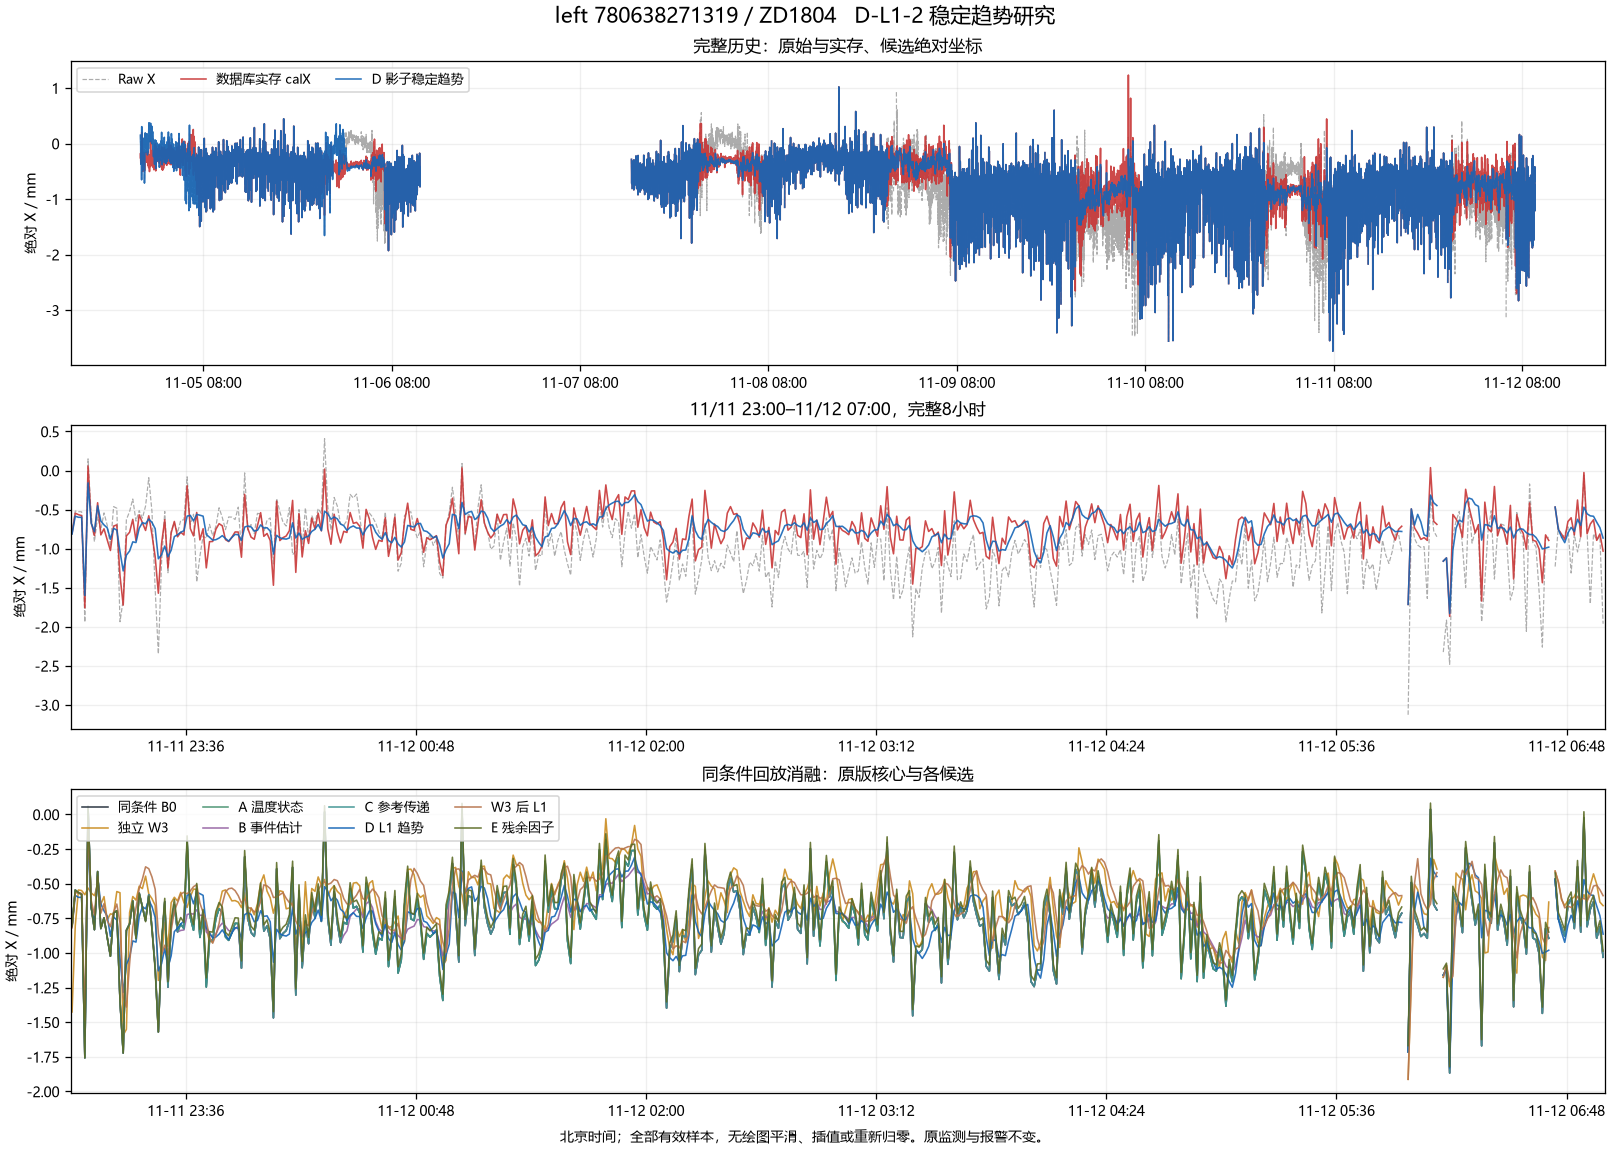 left 780638271319 / ZD1804   D-L1-2 稳定趋势研究
完整历史：原始与实存、候选绝对坐标
Raw X   数据库实存 calX   D 影子稳定趋势
绝对 X / mm
1
0
-1
-2
-3
11-05 08:00   11-06 08:00   11-07 08:00   11-08 08:00   11-09 08:00   11-10 08:00   11-11 08:00   11-12 08:00
11/11 23:00–11/12 07:00，完整8小时
绝对 X / mm
0.5
0.0
-0.5
-1.0
-1.5
-2.0
-2.5
-3.0
11-11 23:36   11-12 00:48   11-12 02:00   11-12 03:12   11-12 04:24   11-12 05:36   11-12 06:48
同条件回放消融：原版核心与各候选
同条件 B0   A 温度状态   C 参考传递   W3 后 L1
独立 W3   B 事件估计   D L1 趋势   E 残余因子
绝对 X / mm
0.00
-0.25
-0.50
-0.75
-1.00
-1.25
-1.50
-1.75
-2.00
11-11 23:36   11-12 00:48   11-12 02:00   11-12 03:12   11-12 04:24   11-12 05:36   11-12 06:48
北京时间；全部有效样本，无绘图平滑、插值或重新归零。原监测与报警不变。